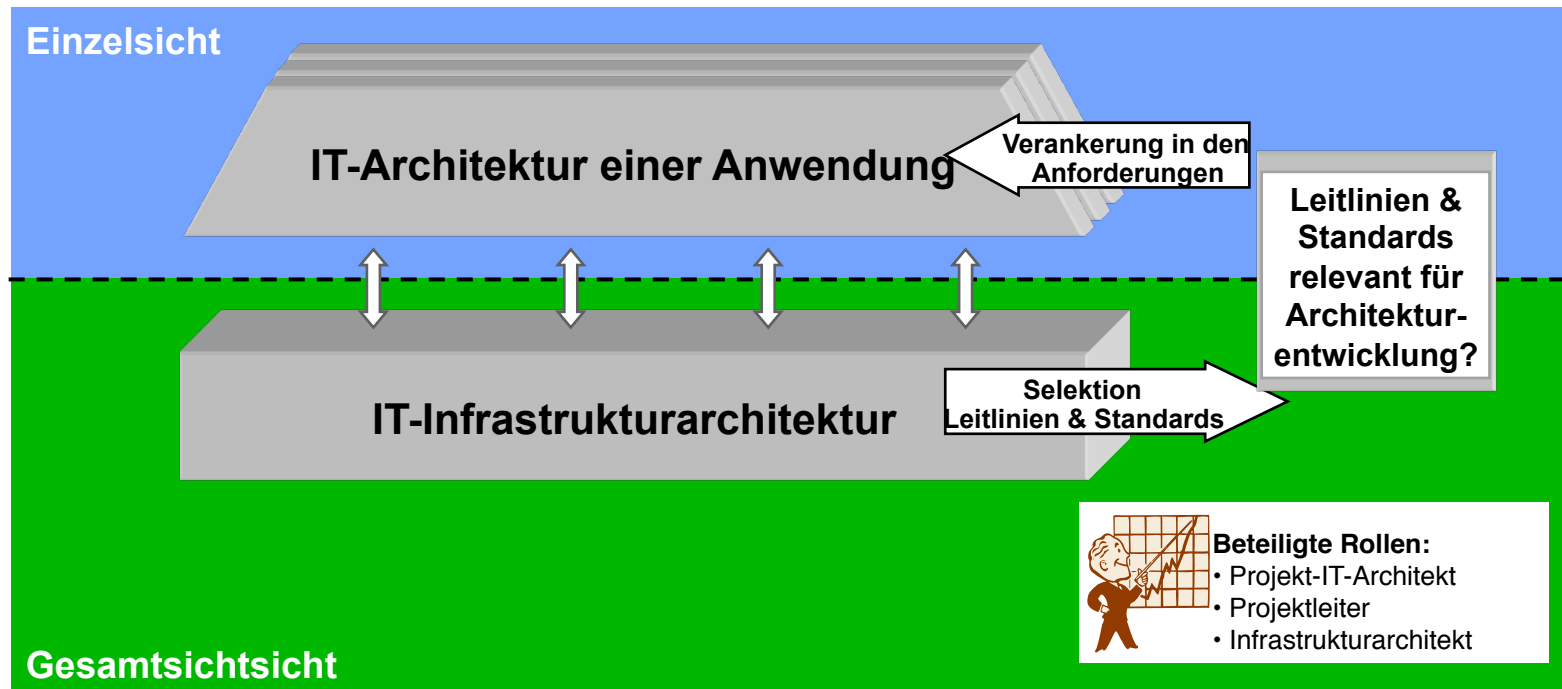 Einzelsicht
IT-Architektur einer Anwendung
Verankerung in den
Anforderungen
Leitlinien &
Standards
relevant für
Architektur-
entwicklung?
IT-Infrastrukturarchitektur
Selektion
Leitlinien & Standards
Beteiligte Rollen:
• Projekt-IT-Architekt
• Projektleiter
• Infrastrukturarchitekt
Gesamtsichtsicht